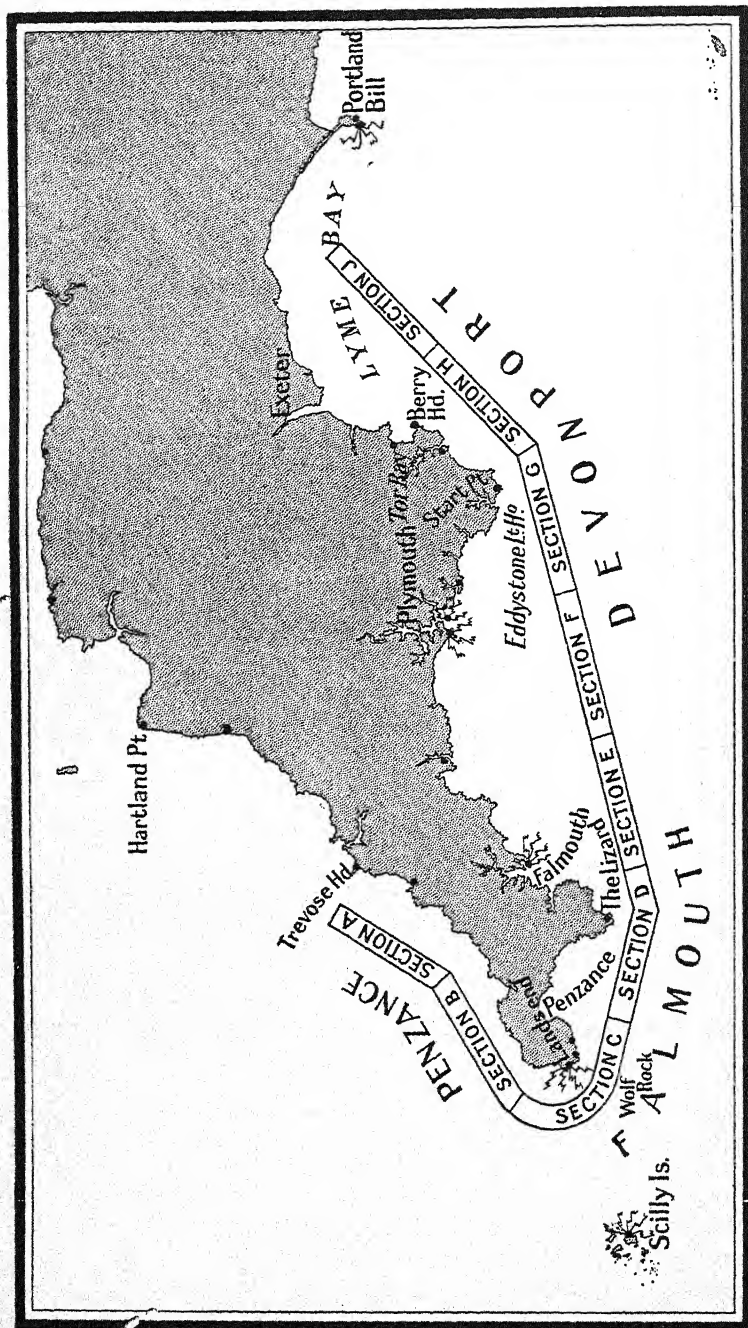 Hartland Pt.
Trevose Hd.
Exeter
LYME BAY
Portland
Bill
Plymouth
Tor Bay
Berry
Hd.
Start Pt.
Eddystone Lt. Ho.
Falmouth
The Lizard
Penzance
Lands end
Wolf
Rock
Scilly Is.
PENZANCE
FALMOUTH
DEVONPORT
SECTION A
SECTION B
SECTION C
SECTION D
SECTION E
SECTION F
SECTION G
SECTION H
SECTION J